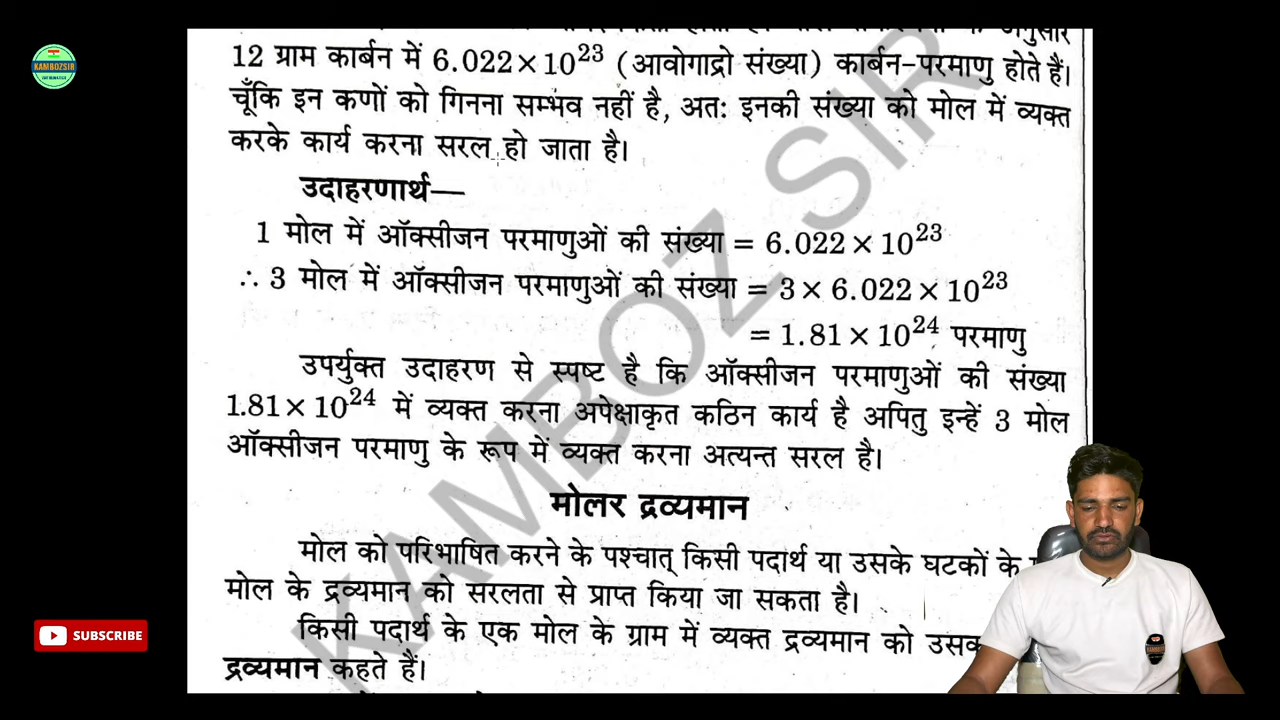 12 ग्राम कार्बन में 6.022×10²³ (आवोगाद्रो संख्या) कार्बन-परमाणु होते हैं।
चूँकि इन कणों को गिनना सम्भव नहीं है, अतः इनकी संख्या को मोल में व्यक्त
करके कार्य करना सरल हो जाता है।
उदाहरणार्थ—
1 मोल में ऑक्सीजन परमाणुओं की संख्या = 6.022 × 10²³
∴ 3 मोल में ऑक्सीजन परमाणुओं की संख्या = 3 × 6.022 × 10²³
= 1.81 × 10²⁴ परमाणु
उपर्युक्त उदाहरण से स्पष्ट है कि ऑक्सीजन परमाणुओं की संख्या
1.81× 10²⁴ में व्यक्त करना अपेक्षाकृत कठिन कार्य है अपितु इन्हें 3 मोल
ऑक्सीजन परमाणु के रूप में व्यक्त करना अत्यन्त सरल है।
मोलर द्रव्यमान
मोल को परिभाषित करने के पश्चात् किसी पदार्थ या उसके घटकों के
मोल के द्रव्यमान को सरलता से प्राप्त किया जा सकता है।
किसी पदार्थ के एक मोल के ग्राम में व्यक्त द्रव्यमान को
द्रव्यमान कहते हैं।
KAMBOZ SIR
KAMBOZSIR
SUBSCRIBE